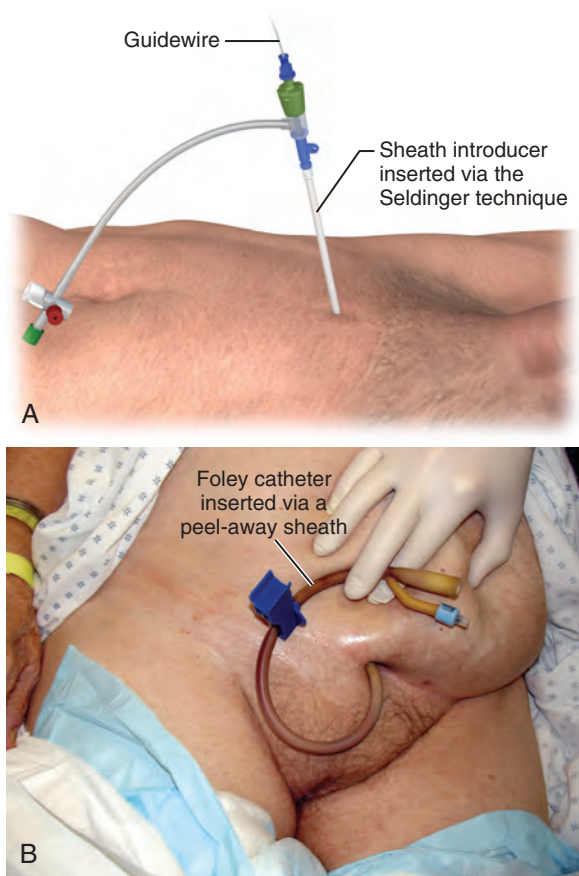 Guidewire
Sheath introducer
inserted via the
Seldinger technique
A
Foley catheter
inserted via a
peel-away sheath
B